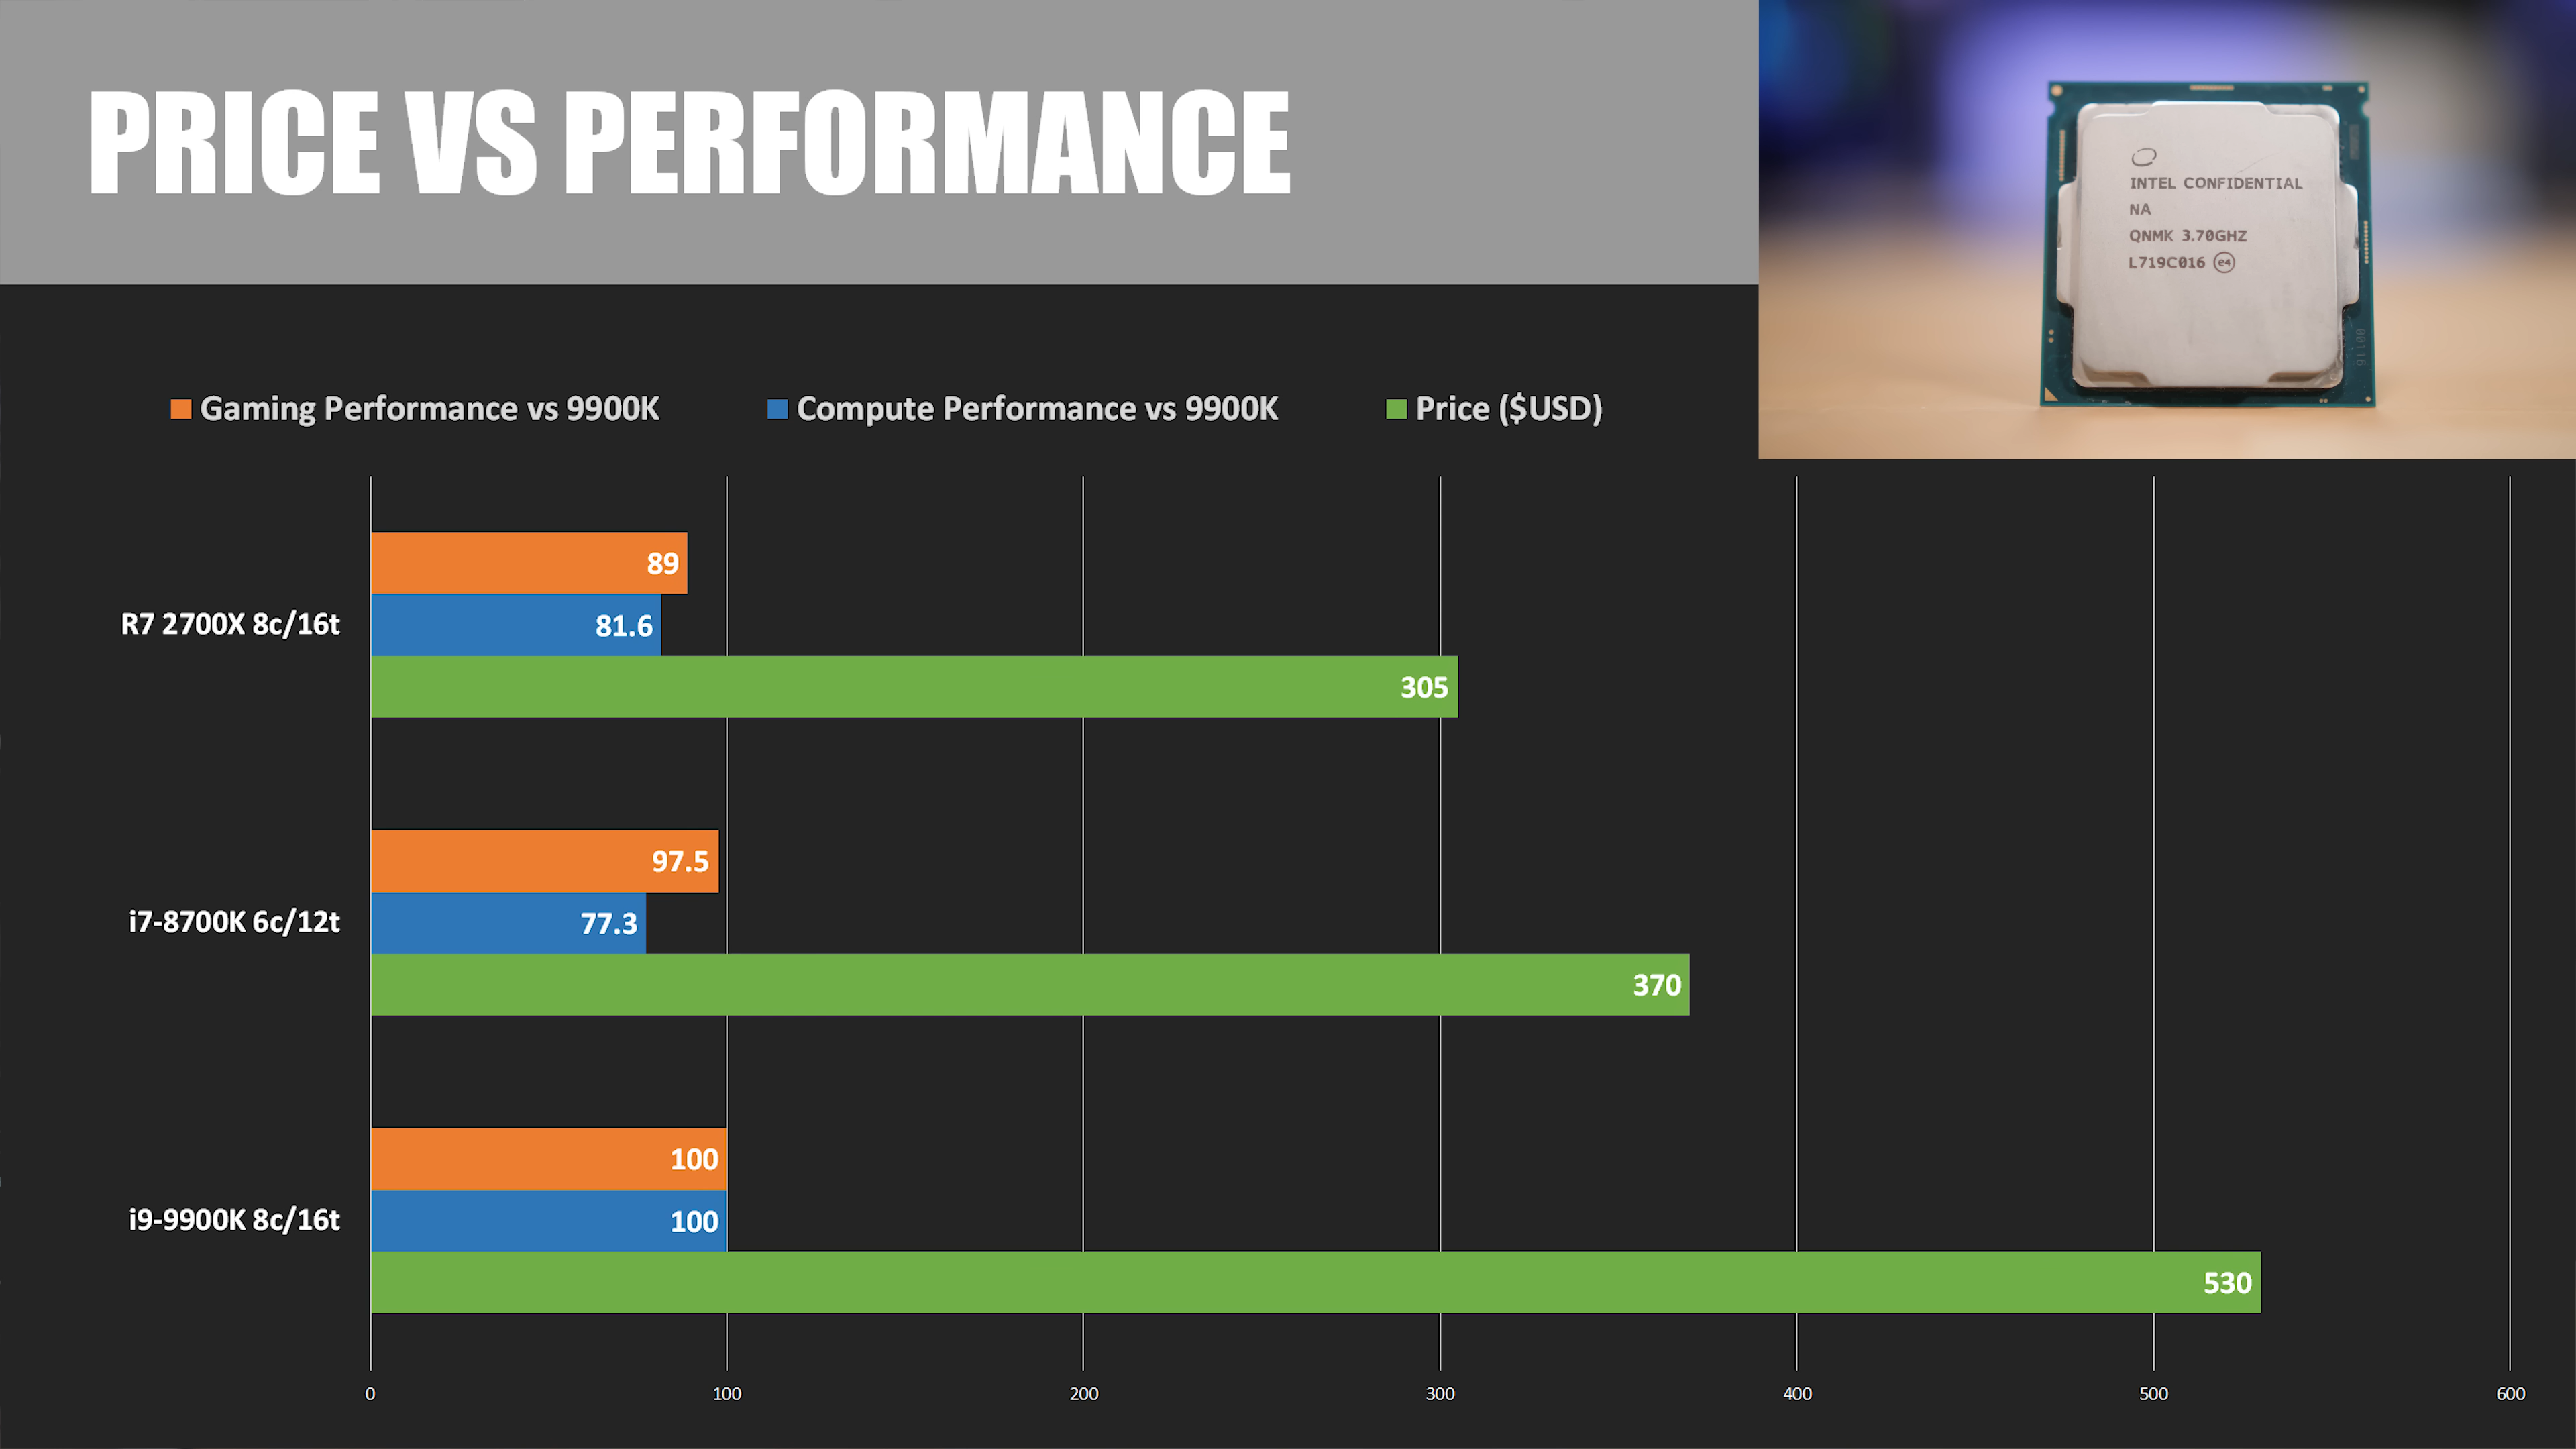 PRICE VS PERFORMANCE
INTEL CONFIDENTIAL
NA
QNMK 3.70GHZ
L719C016 e4
Gaming Performance vs 9900K
Compute Performance vs 9900K
Price ($USD)
R7 2700X 8c/16t
89
81.6
305
i7-8700K 6c/12t
97.5
77.3
370
i9-9900K 8c/16t
100
100
530
0 100 200 300 400 500 600